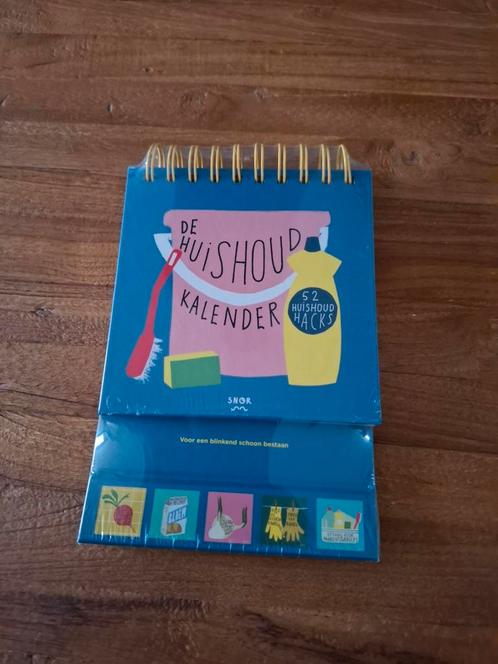 DE
HUiSHOUD
KALENDER
52
HUISHOUD
HACKS
SNOR
Voor een blinkend schoon bestaan